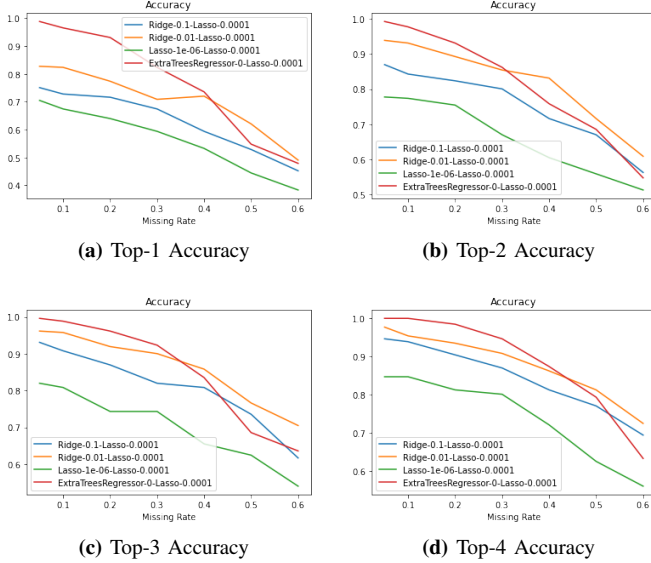 Accuracy
1.0
0.9
0.8
0.7
0.6
0.5
0.4
Ridge-0.1-Lasso-0.0001
Ridge-0.01-Lasso-0.0001
Lasso-1e-06-Lasso-0.0001
ExtraTreesRegressor-0-Lasso-0.0001
0.1 0.2 0.3 0.4 0.5 0.6
Missing Rate
(a) Top-1 Accuracy
Accuracy
1.0
0.9
0.8
0.7
0.6
0.5
Ridge-0.1-Lasso-0.0001
Ridge-0.01-Lasso-0.0001
Lasso-1e-06-Lasso-0.0001
ExtraTreesRegressor-0-Lasso-0.0001
0.1 0.2 0.3 0.4 0.5 0.6
Missing Rate
(b) Top-2 Accuracy
Accuracy
1.0
0.9
0.8
0.7
0.6
Ridge-0.1-Lasso-0.0001
Ridge-0.01-Lasso-0.0001
Lasso-1e-06-Lasso-0.0001
ExtraTreesRegressor-0-Lasso-0.0001
0.1 0.2 0.3 0.4 0.5 0.6
Missing Rate
(c) Top-3 Accuracy
Accuracy
1.0
0.9
0.8
0.7
0.6
Ridge-0.1-Lasso-0.0001
Ridge-0.01-Lasso-0.0001
Lasso-1e-06-Lasso-0.0001
ExtraTreesRegressor-0-Lasso-0.0001
0.1 0.2 0.3 0.4 0.5 0.6
Missing Rate
(d) Top-4 Accuracy